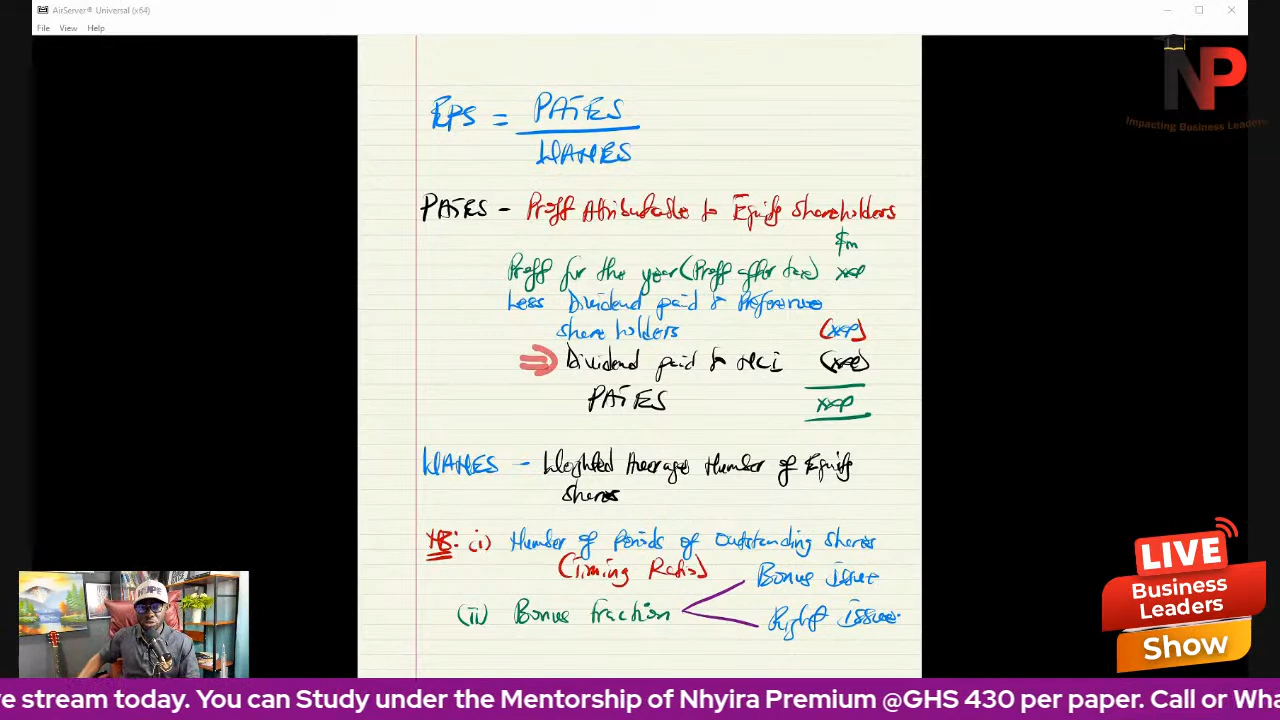 AirServer® Universal (x64)
File View Help
NP
Impacting Business Leaders
EPS = PATES
WANES
PATES - Profit Attributable to Equity shareholders
$m
Profit for the year (Profit after tax) xxx
Less Dividend paid to Preference
shareholders (xxx)
⇒ Dividend paid to NCI (xxx)
PATES xxx
WANES - Weighted Average Number of Equity
shares
NB: (i) Number of Periods of Outstanding shares
(Timing Ratio)
Bonus Issue
(ii) Bonus fraction
Right Issue
LIVE
Business
Leaders
Show
ve stream today. You can Study under the Mentorship of Nhyira Premium @GHS 430 per paper. Call or Wha